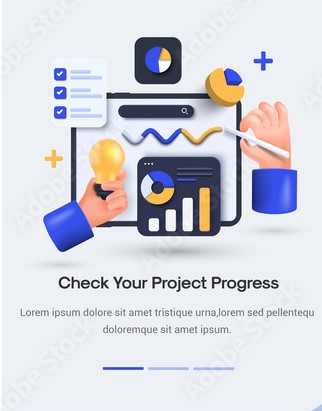 Check Your Project Progress
Lorem ipsum dolore sit amet tristique urna,lorem sed pellentequ
doloremque sit amet ipsum.